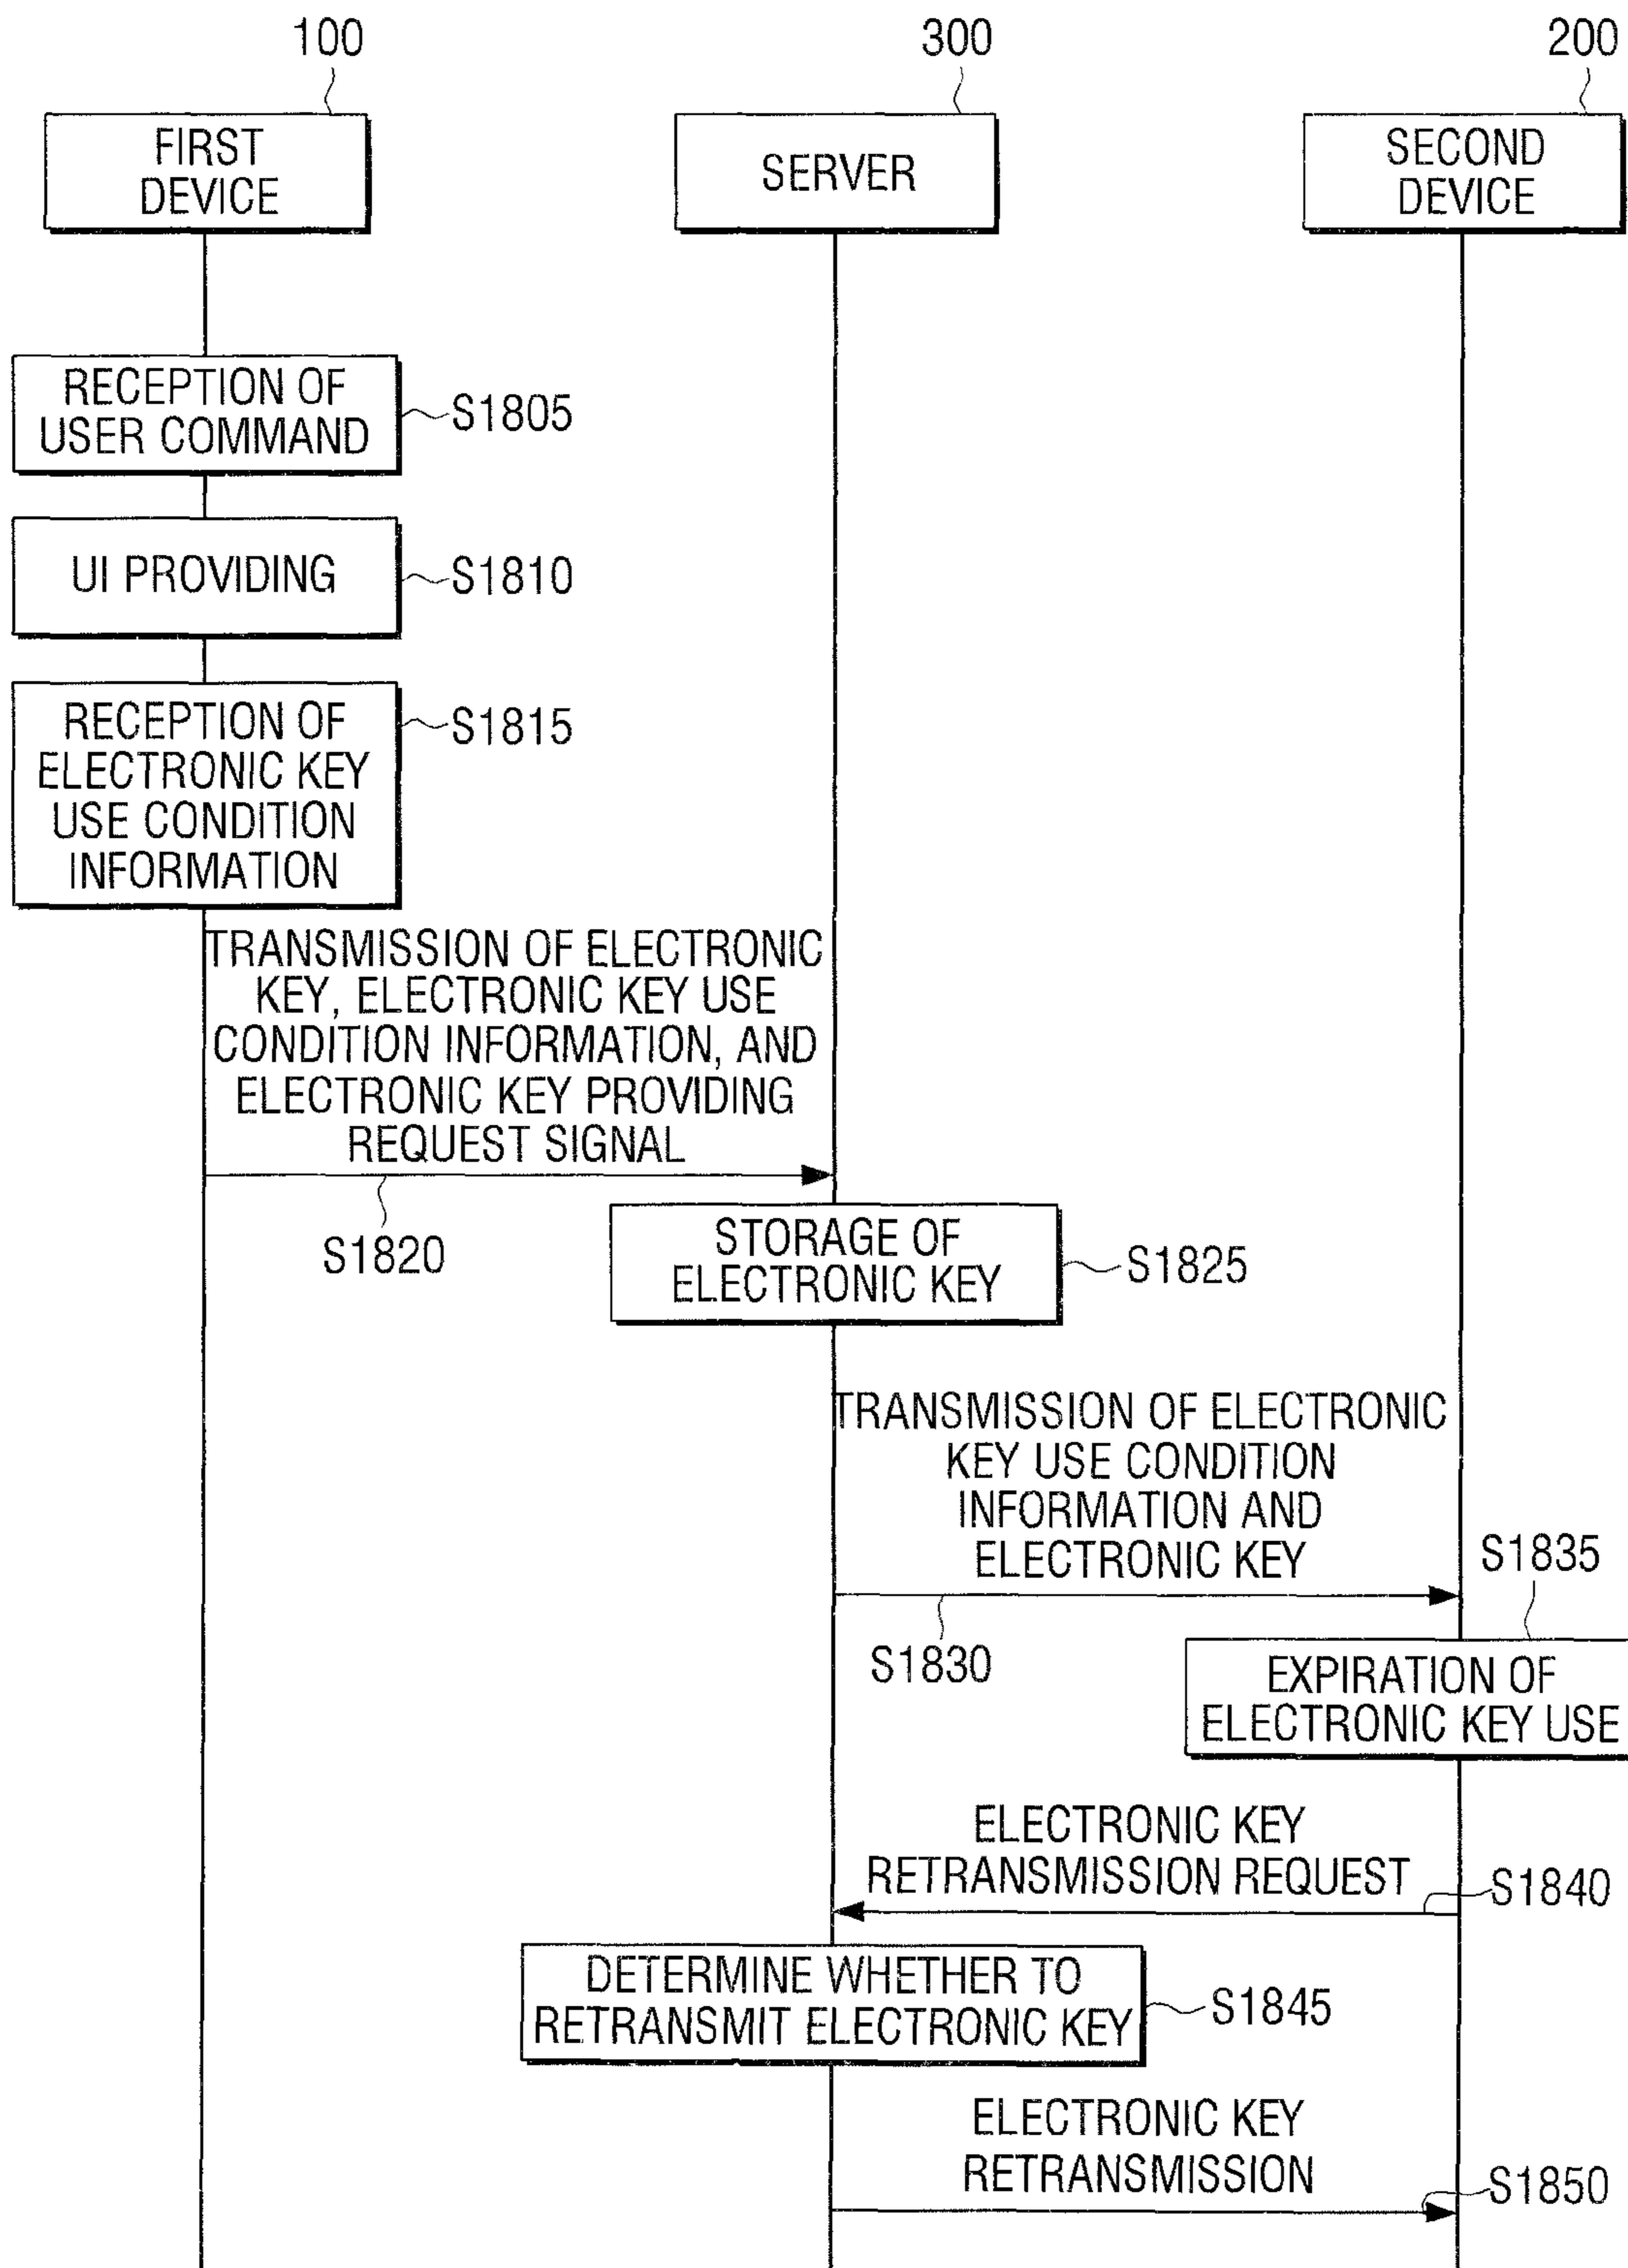 100
300
200
FIRST
DEVICE
SERVER
SECOND
DEVICE
RECEPTION OF
USER COMMAND
S1805
UI PROVIDING
S1810
RECEPTION OF
ELECTRONIC KEY
USE CONDITION
INFORMATION
S1815
TRANSMISSION OF ELECTRONIC
KEY, ELECTRONIC KEY USE
CONDITION INFORMATION, AND
ELECTRONIC KEY PROVIDING
REQUEST SIGNAL
S1820
STORAGE OF
ELECTRONIC KEY
S1825
TRANSMISSION OF ELECTRONIC
KEY USE CONDITION
INFORMATION AND
ELECTRONIC KEY
S1830
S1835
EXPIRATION OF
ELECTRONIC KEY USE
ELECTRONIC KEY
RETRANSMISSION REQUEST
S1840
DETERMINE WHETHER TO
RETRANSMIT ELECTRONIC KEY
S1845
ELECTRONIC KEY
RETRANSMISSION
S1850